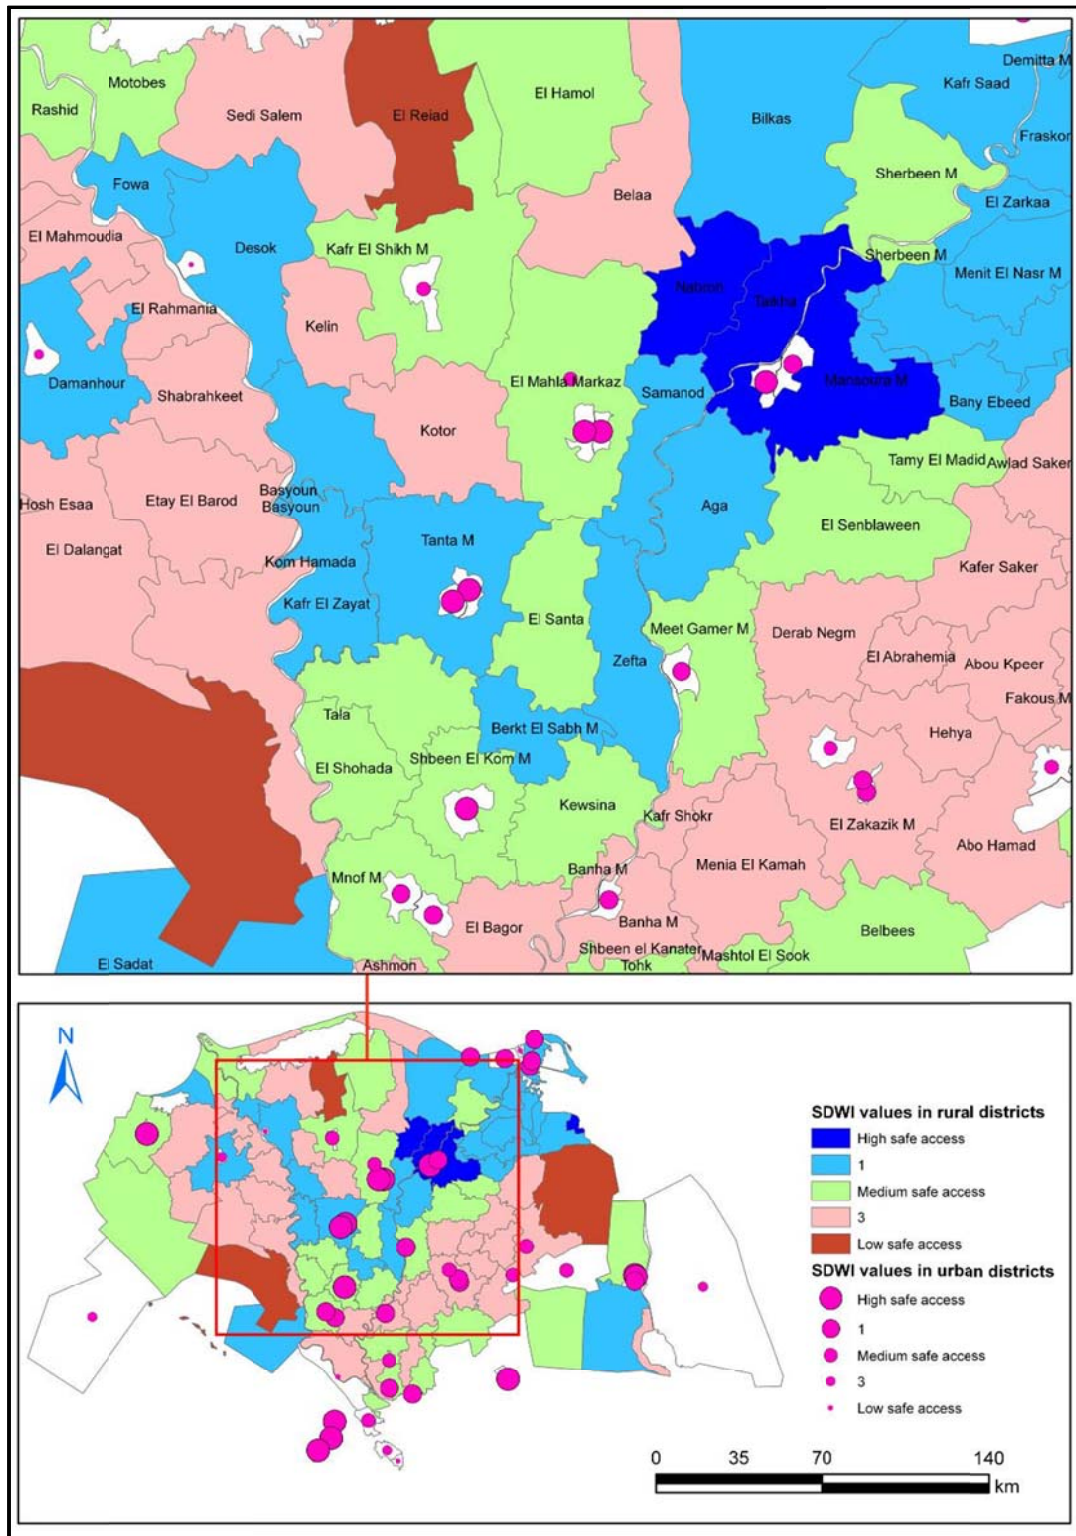 Motobes
Rashid
Sedi Salem
El Reiad
El Hamol
Bilkas
Demitta M
Kafr Saad
Fraskor
Fowa
Belaa
Sherbeen M
El Zarkaa
El Mahmoudia
Desok
Kafr El Shikh M
Sherbeen M
Menit El Nasr M
Nabroh
Talkha
El Rahmania
Kelin
Damanhour
Shabrahkeet
El Mahla Markaz
Samanod
Mansoura M
Bany Ebeed
Kotor
Tamy El Madid
Awlad Saker
Hosh Esaa
Etay El Barod
Basyoun
Basyoun
Aga
El Senblaween
El Dalangat
Tanta M
Kom Hamada
Kafer Saker
Kafr El Zayat
El Santa
Meet Gamer M
Derab Negm
El Abrahemia
Abou Kpeer
Zefta
Fakous M
Tala
Berkt El Sabh M
Hehya
El Shohada
Shbeen El Kom M
Kewsina
Kafr Shokr
El Zakazik M
Abo Hamad
Mnof M
Banha M
Menia El Kamah
El Bagor
Banha M
Belbees
Shbeen el Kanater
Mashtol El Sook
El Sadat
Ashmon
Tohk
N
SDWI values in rural districts
High safe access
1
Medium safe access
3
Low safe access
SDWI values in urban districts
High safe access
1
Medium safe access
3
Low safe access
0 35 70 140
km